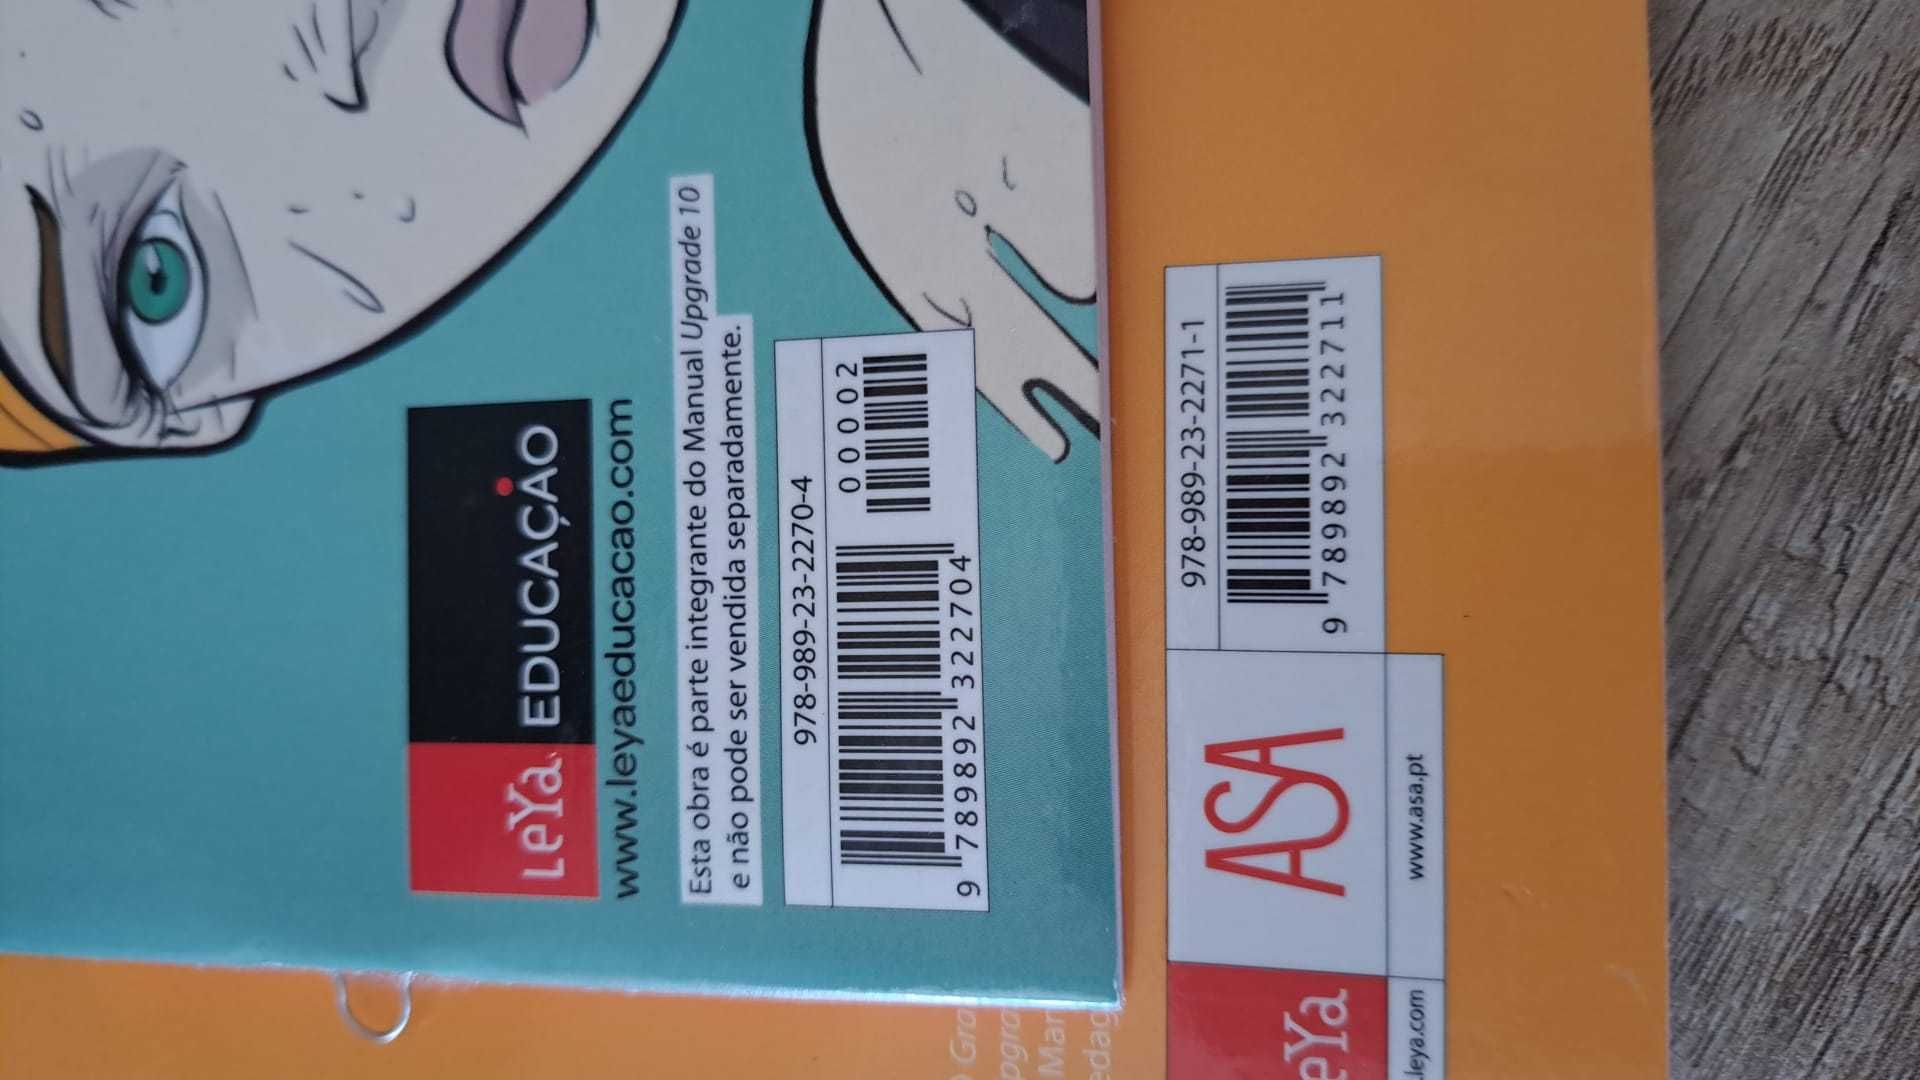 LeYa EDUCAÇÃO
www.leyaeducacao.com
Esta obra é parte integrante do Manual Upgrade 10
e não pode ser vendida separadamente.
978-989-23-2270-4
00002
9 789892 322704
978-989-23-2271-1
9 789892 322711
ASA
www.asa.pt
eYa
.leya.com